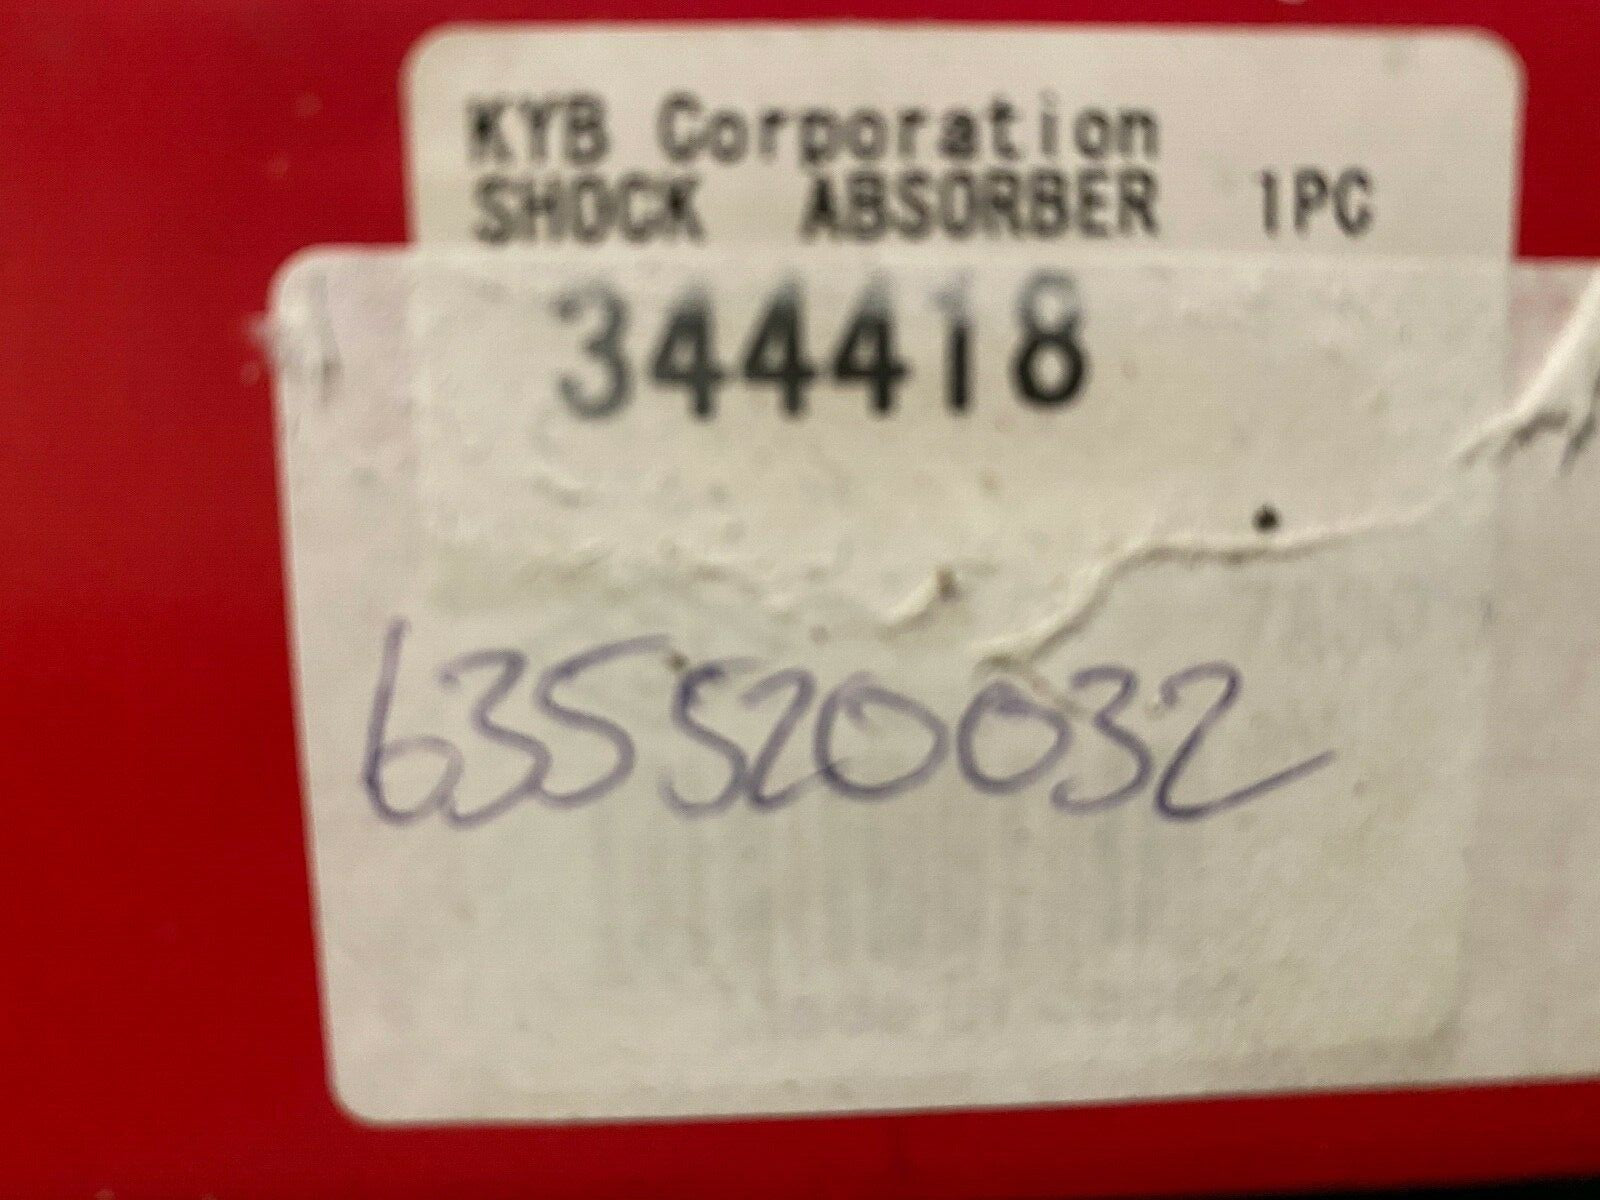 KYB Corporation
SHOCK ABSORBER 1PC
344418
635520032